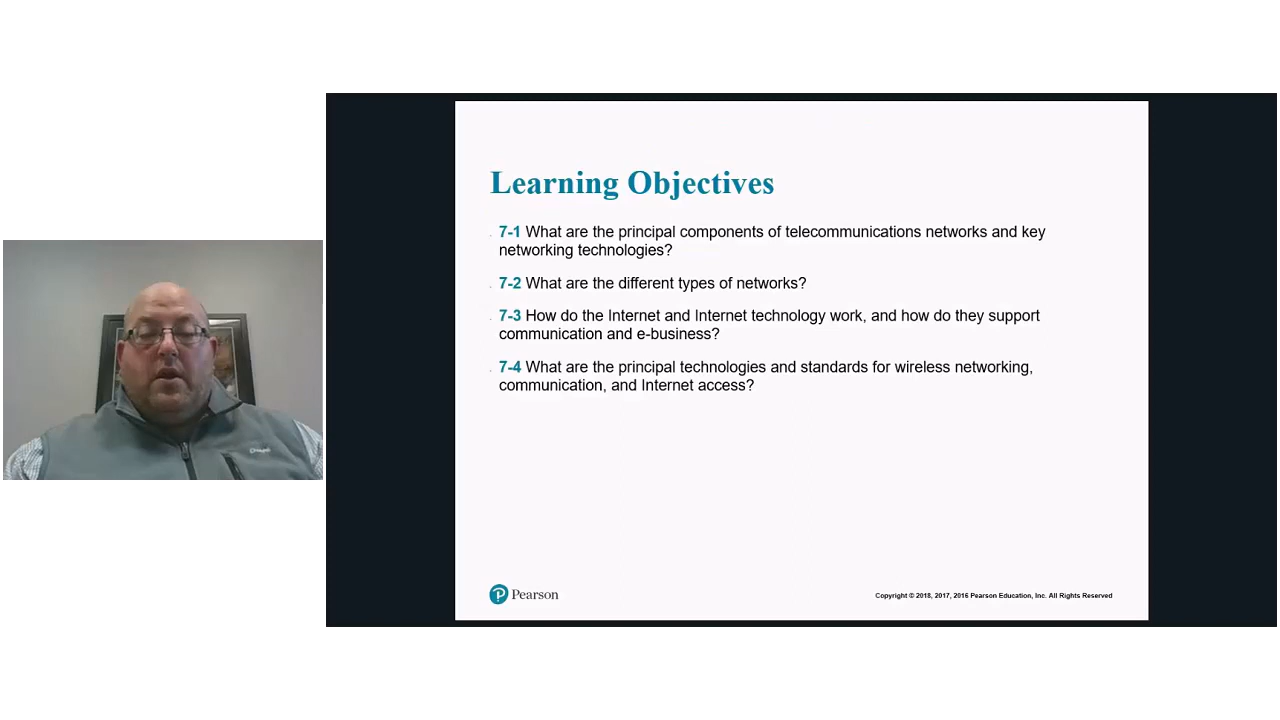 Learning Objectives
7-1 What are the principal components of telecommunications networks and key
networking technologies?
7-2 What are the different types of networks?
7-3 How do the Internet and Internet technology work, and how do they support
communication and e-business?
7-4 What are the principal technologies and standards for wireless networking,
communication, and Internet access?
Pearson
Copyright © 2018, 2017, 2016 Pearson Education, Inc. All Rights Reserved